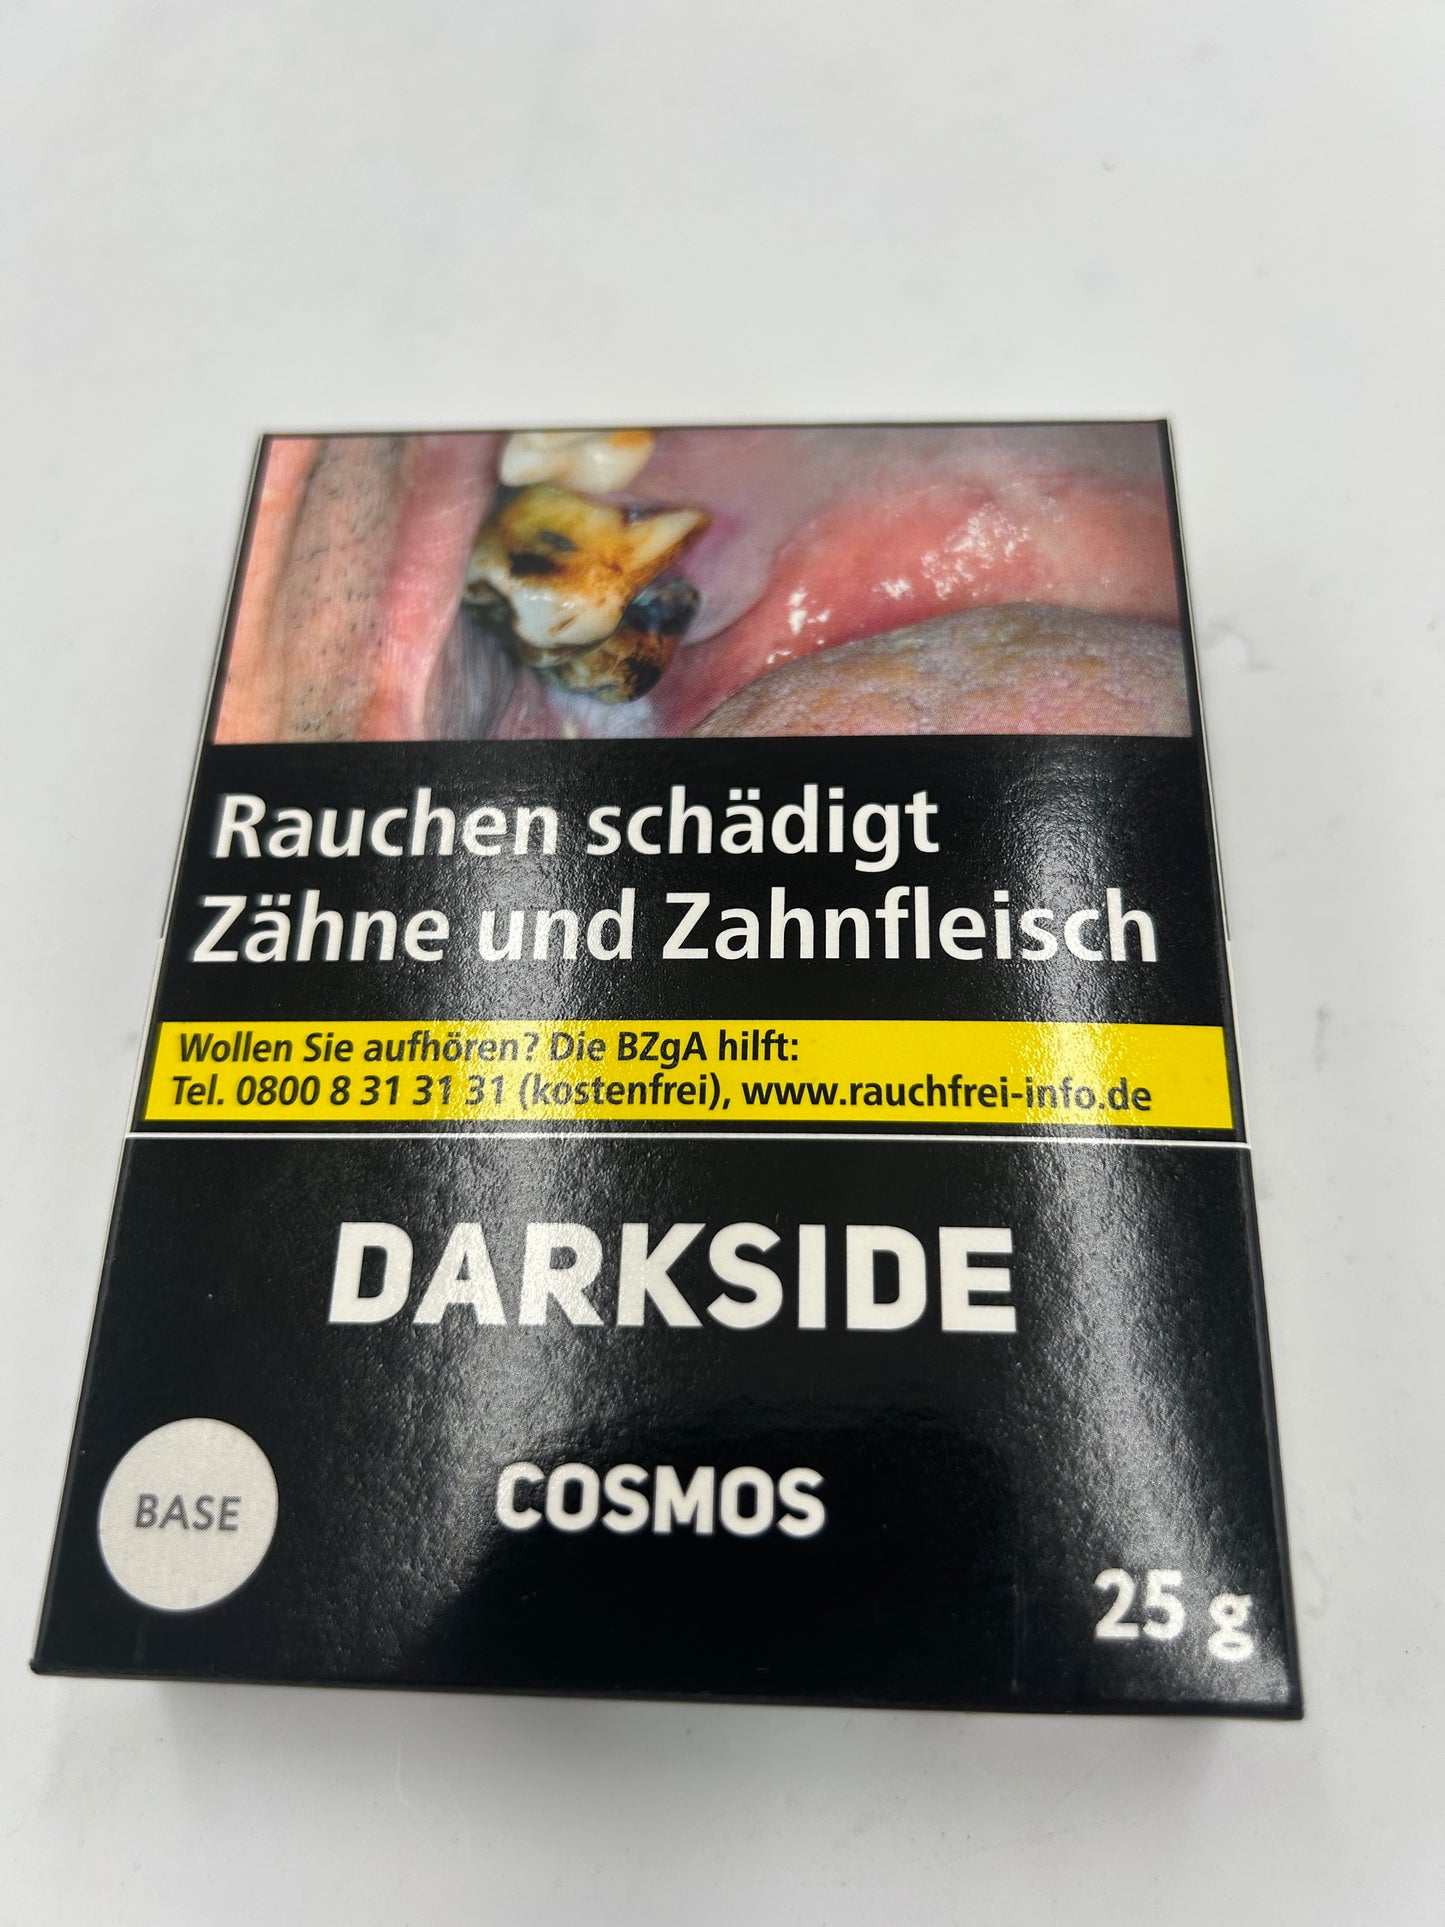 Rauchen schädigt
Zähne und Zahnfleisch
Wollen Sie aufhören? Die BZgA hilft:
Tel. 0800 8 31 31 31 (kostenfrei), www.rauchfrei-info.de
DARKSIDE
COSMOS
BASE
25 g